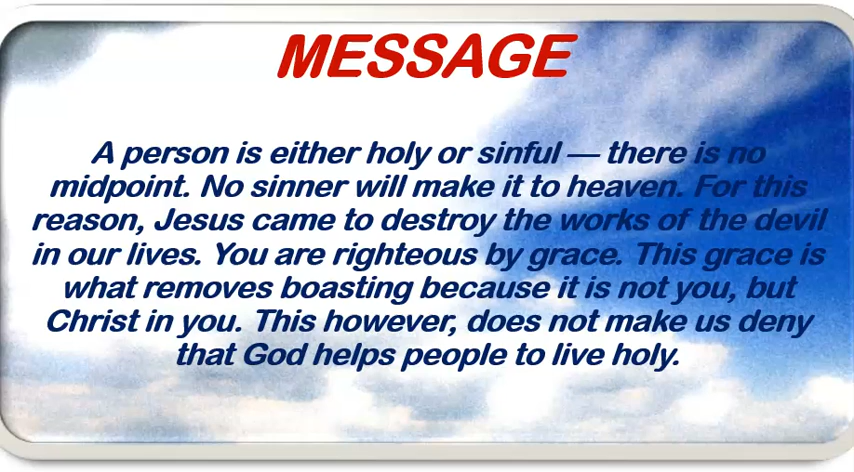 MESSAGE
A person is either holy or sinful — there is no
midpoint. No sinner will make it to heaven. For this
reason, Jesus came to destroy the works of the devil
in our lives. You are righteous by grace. This grace is
what removes boasting because it is not you, but
Christ in you. This however, does not make us deny
that God helps people to live holy.